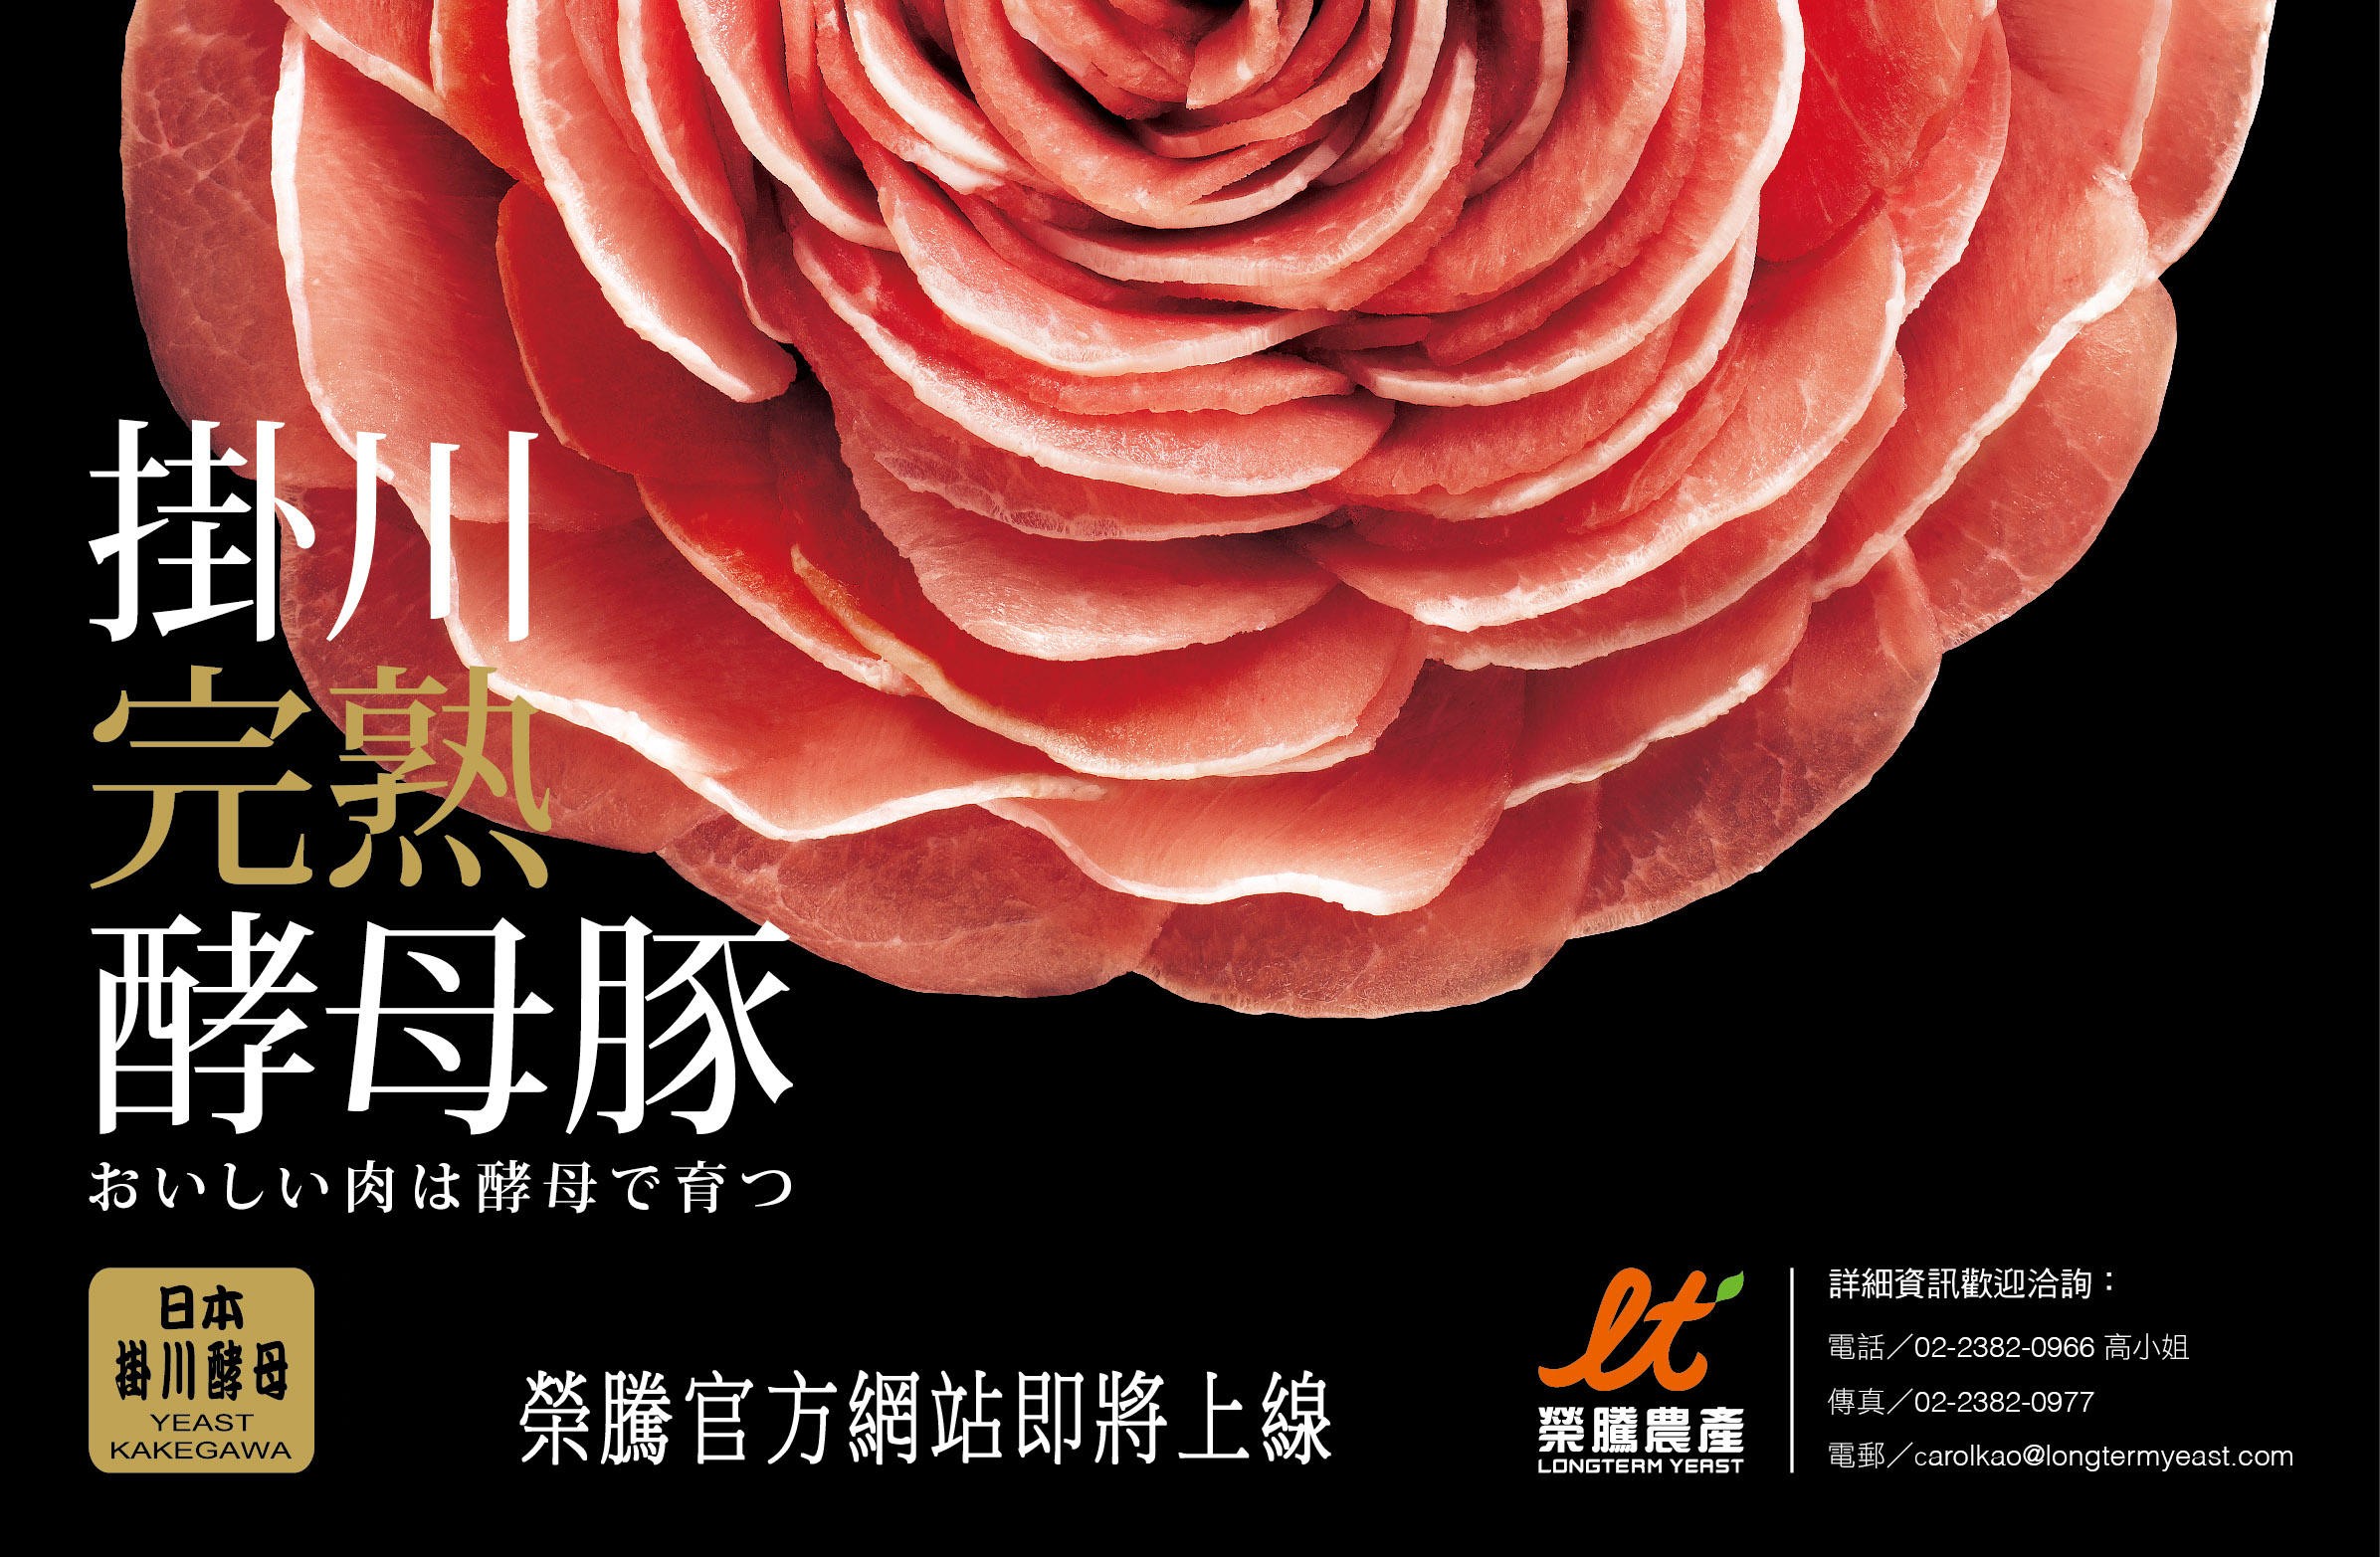 掛川
完熟
酵母豚
おいしい肉は酵母で育つ
日本
掛川酵母
YEAST
KAKEGAWA
榮騰官方網站即將上線
lt
榮騰農產
LONGTERM YEAST
詳細資訊歡迎洽詢：
電話／02-2382-0966 高小姐
傳真／02-2382-0977
電郵／carolkao@longtermyeast.com